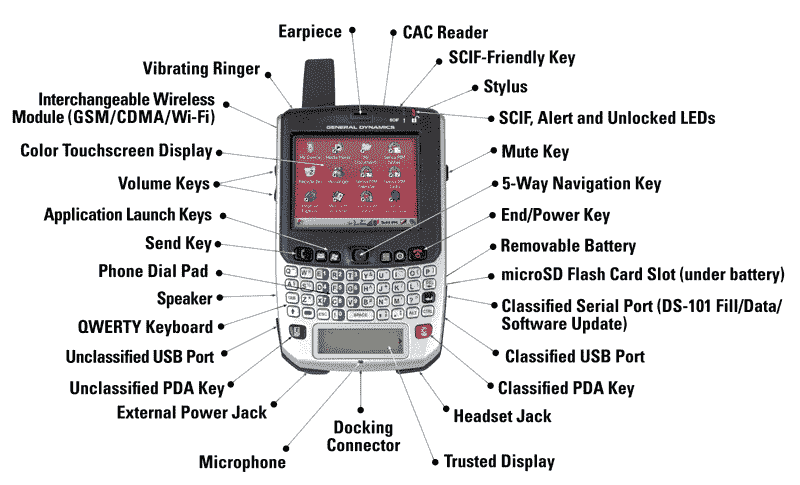 Earpiece
CAC Reader
SCIF-Friendly Key
Vibrating Ringer
Stylus
Interchangeable Wireless
Module (GSM/CDMA/Wi-Fi)
SCIF, Alert and Unlocked LEDs
SCIF
GENERAL DYNAMICS
Color Touchscreen Display
Mute Key
Volume Keys
5-Way Navigation Key
Application Launch Keys
End/Power Key
Send Key
Removable Battery
Phone Dial Pad
microSD Flash Card Slot (under battery)
Speaker
Classified Serial Port (DS-101 Fill/Data/
Software Update)
QWERTY Keyboard
SPACE
Unclassified USB Port
Classified USB Port
Unclassified PDA Key
Classified PDA Key
External Power Jack
Headset Jack
Docking
Connector
Microphone
Trusted Display